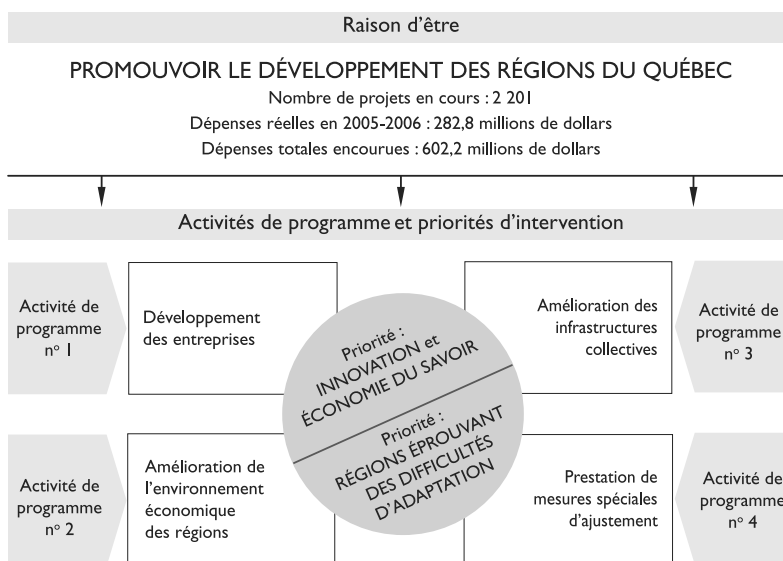 Raison d'être
PROMOUVOIR LE DÉVELOPPEMENT DES RÉGIONS DU QUÉBEC
Nombre de projets en cours : 2 201
Dépenses réelles en 2005-2006 : 282,8 millions de dollars
Dépenses totales encourues : 602,2 millions de dollars
Activités de programme et priorités d'intervention
Activité de
programme
nº 1
Développement
des entreprises
Priorité :
INNOVATION et
ÉCONOMIE DU SAVOIR
Amélioration des
infrastructures
collectives
Activité de
programme
nº 3
Activité de
programme
nº 2
Amélioration de
l'environnement
économique
des régions
Priorité :
RÉGIONS ÉPROUVANT
DES DIFFICULTÉS
D'ADAPTATION
Prestation de
mesures spéciales
d'ajustement
Activité de
programme
nº 4